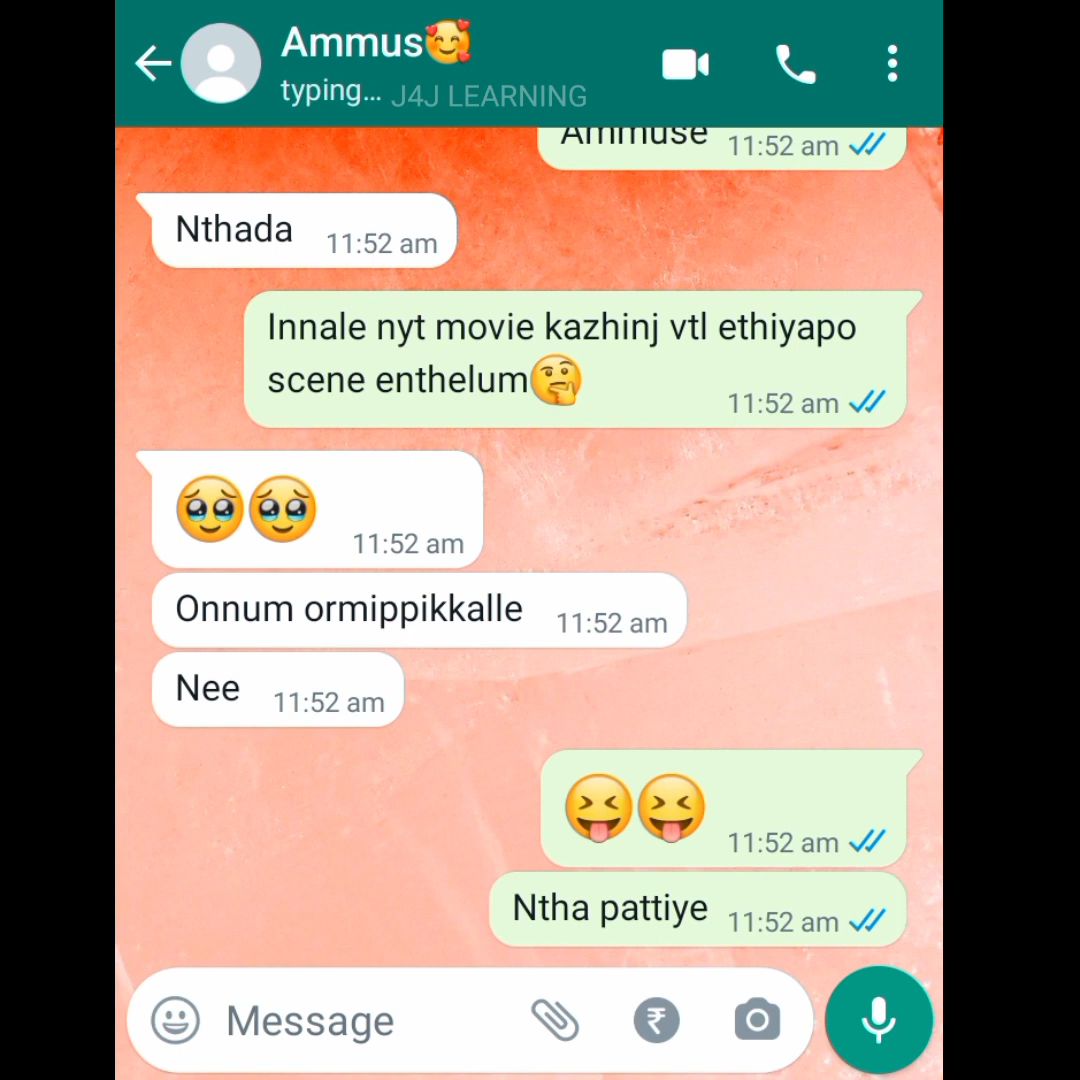 Ammus🥰
typing... J4J LEARNING
Ammuse 11:52 am
Nthada 11:52 am
Innale nyt movie kazhinj vtl ethiyapo
scene enthelum🤔 11:52 am
🥹🥹 11:52 am
Onnum ormippikkalle 11:52 am
Nee 11:52 am
😝😝 11:52 am
Ntha pattiye 11:52 am
Message ₹